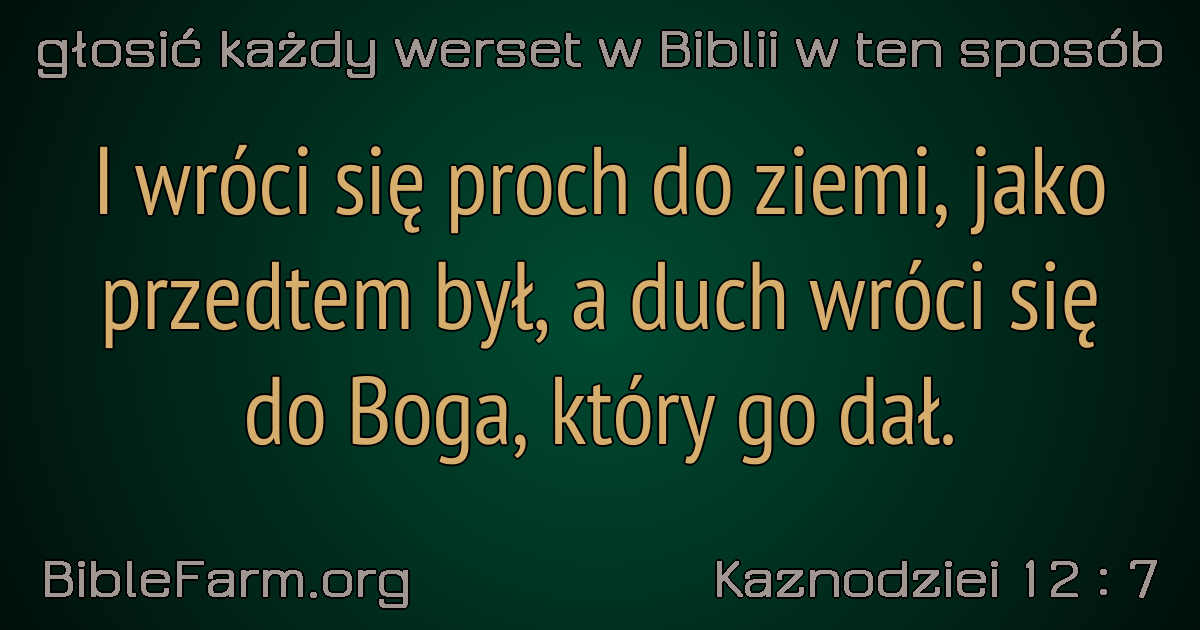 głosić każdy werset w Biblii w ten sposób
I wróci się proch do ziemi, jako
przedtem był, a duch wróci się
do Boga, który go dał.
BibleFarm.org
Kaznodziei 12 : 7